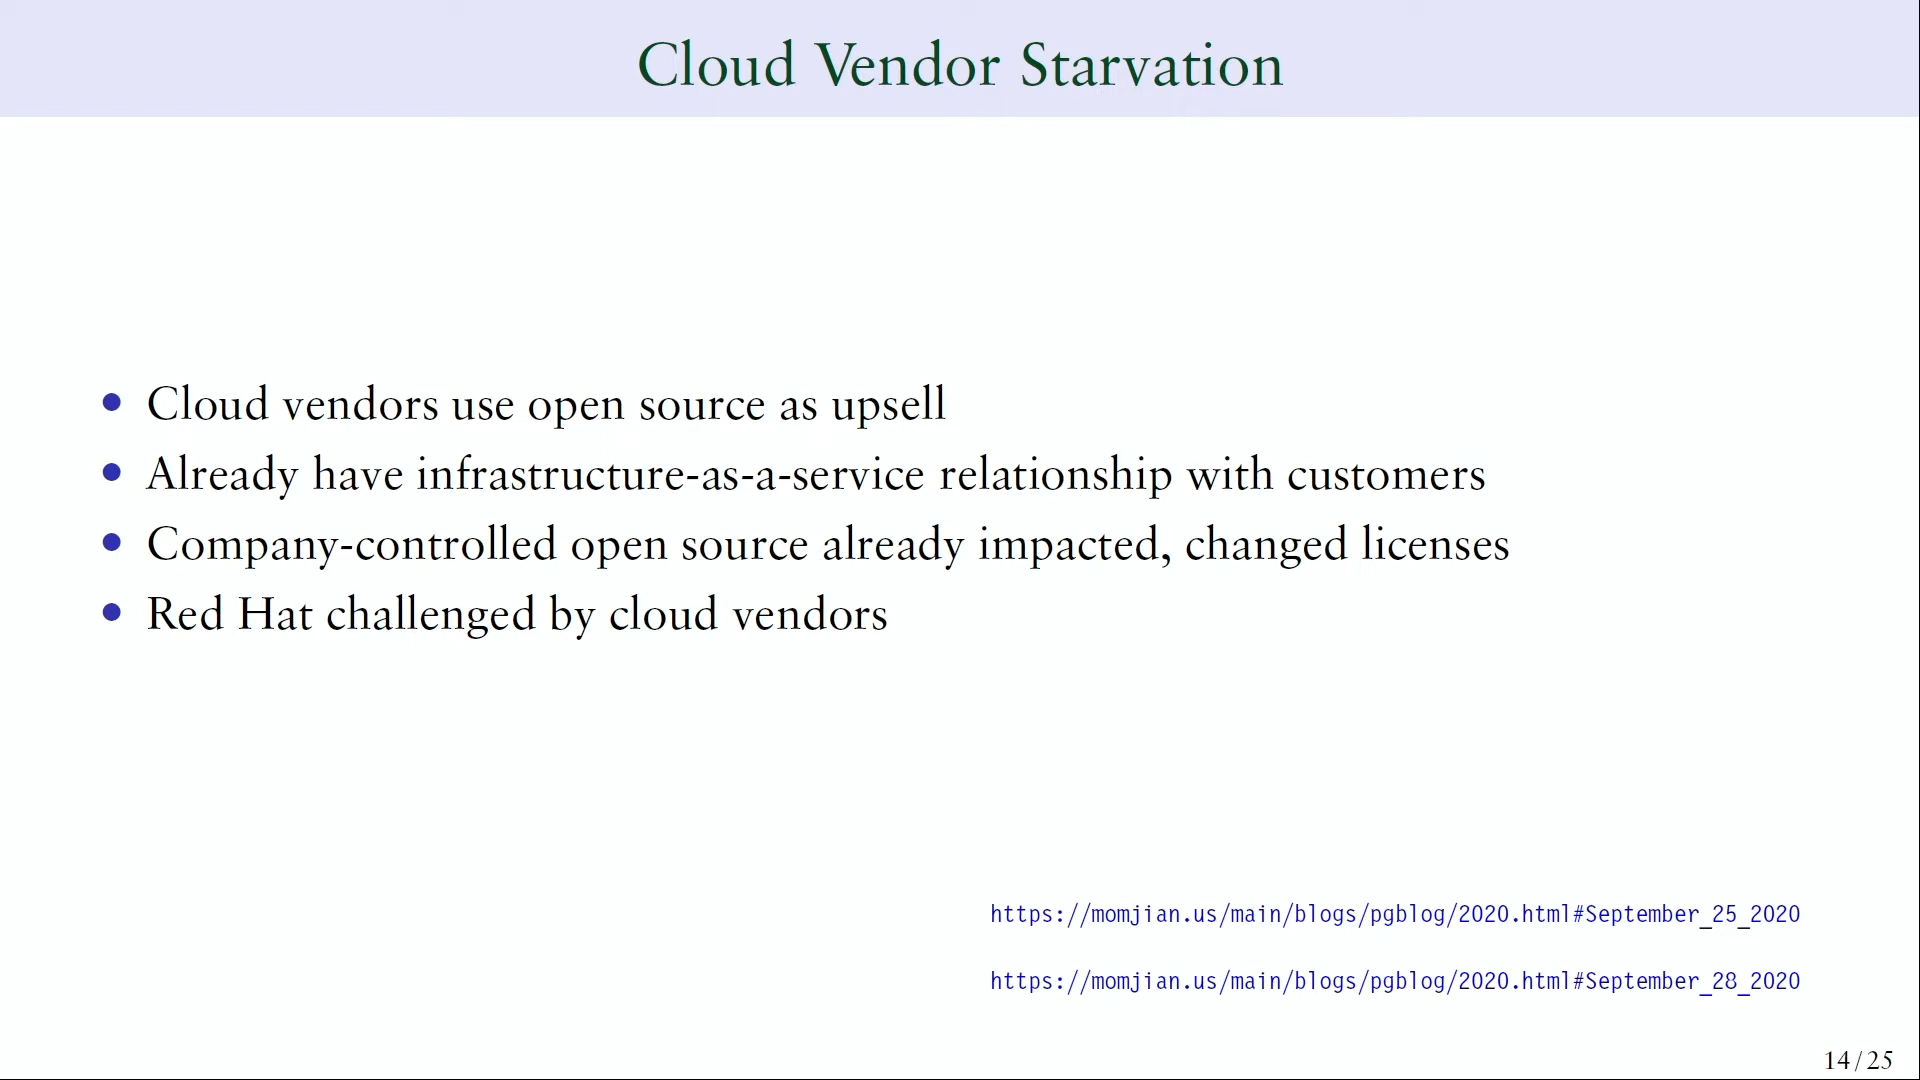 Cloud Vendor Starvation
• Cloud vendors use open source as upsell
• Already have infrastructure-as-a-service relationship with customers
• Company-controlled open source already impacted, changed licenses
• Red Hat challenged by cloud vendors
https://momjian.us/main/blogs/pgblog/2020.html#September_25_2020
https://momjian.us/main/blogs/pgblog/2020.html#September_28_2020
14/25